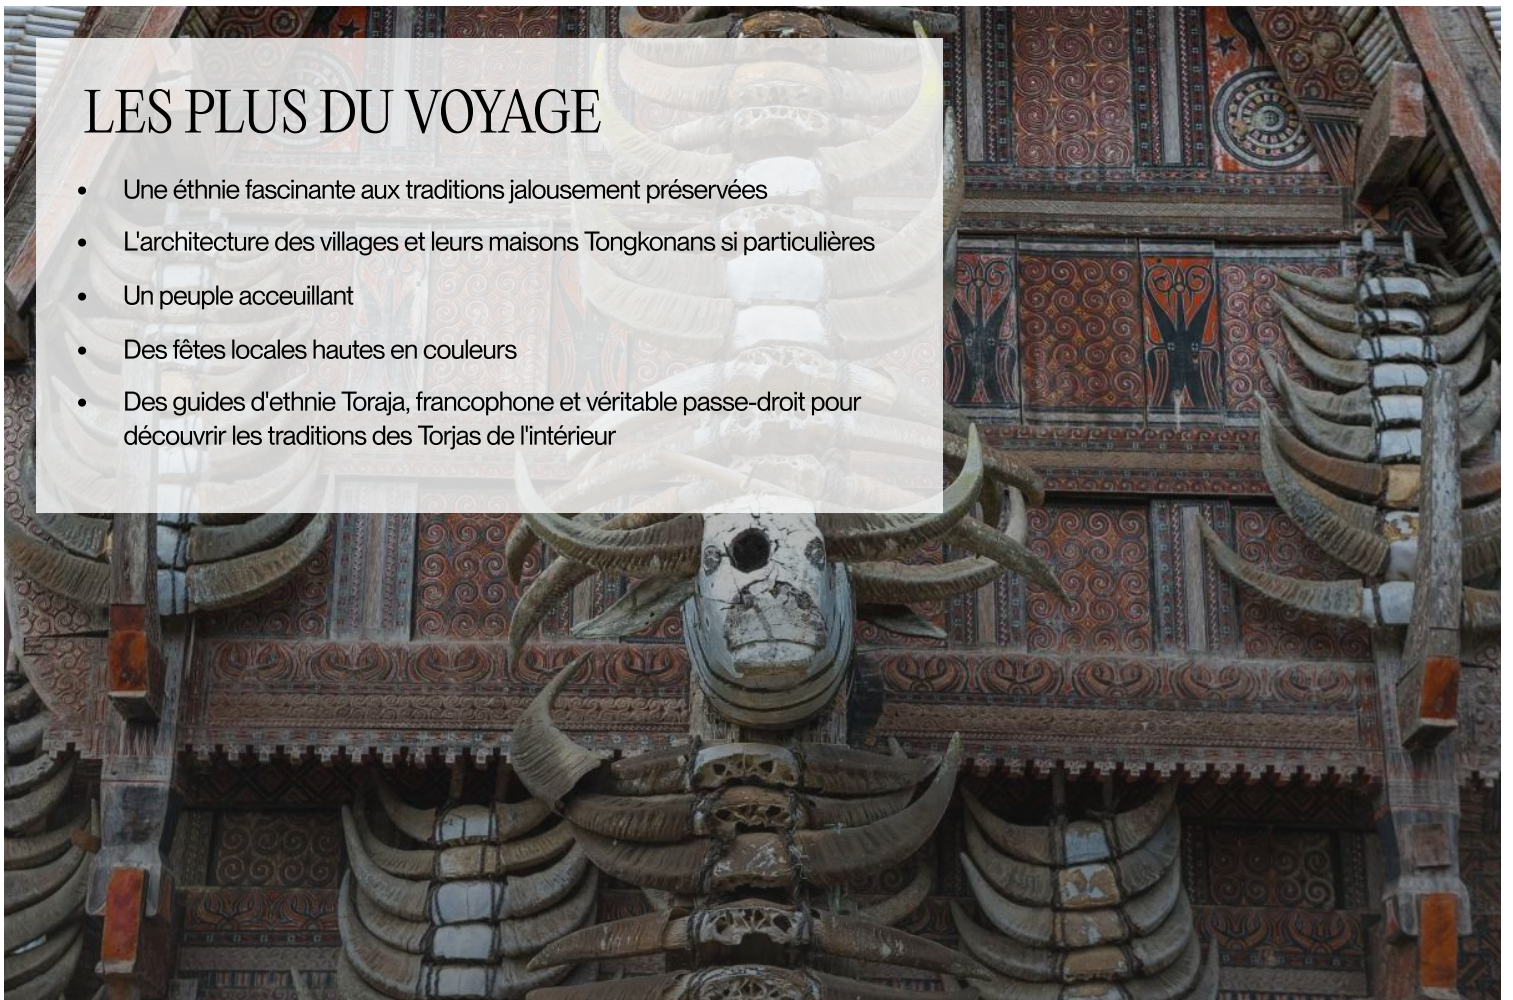 LES PLUS DU VOYAGE
• Une éthnie fascinante aux traditions jalousement préservées
• L'architecture des villages et leurs maisons Tongkonans si particulières
• Un peuple acceuillant
• Des fêtes locales hautes en couleurs
• Des guides d'ethnie Toraja, francophone et véritable passe-droit pour
découvrir les traditions des Torjas de l'intérieur